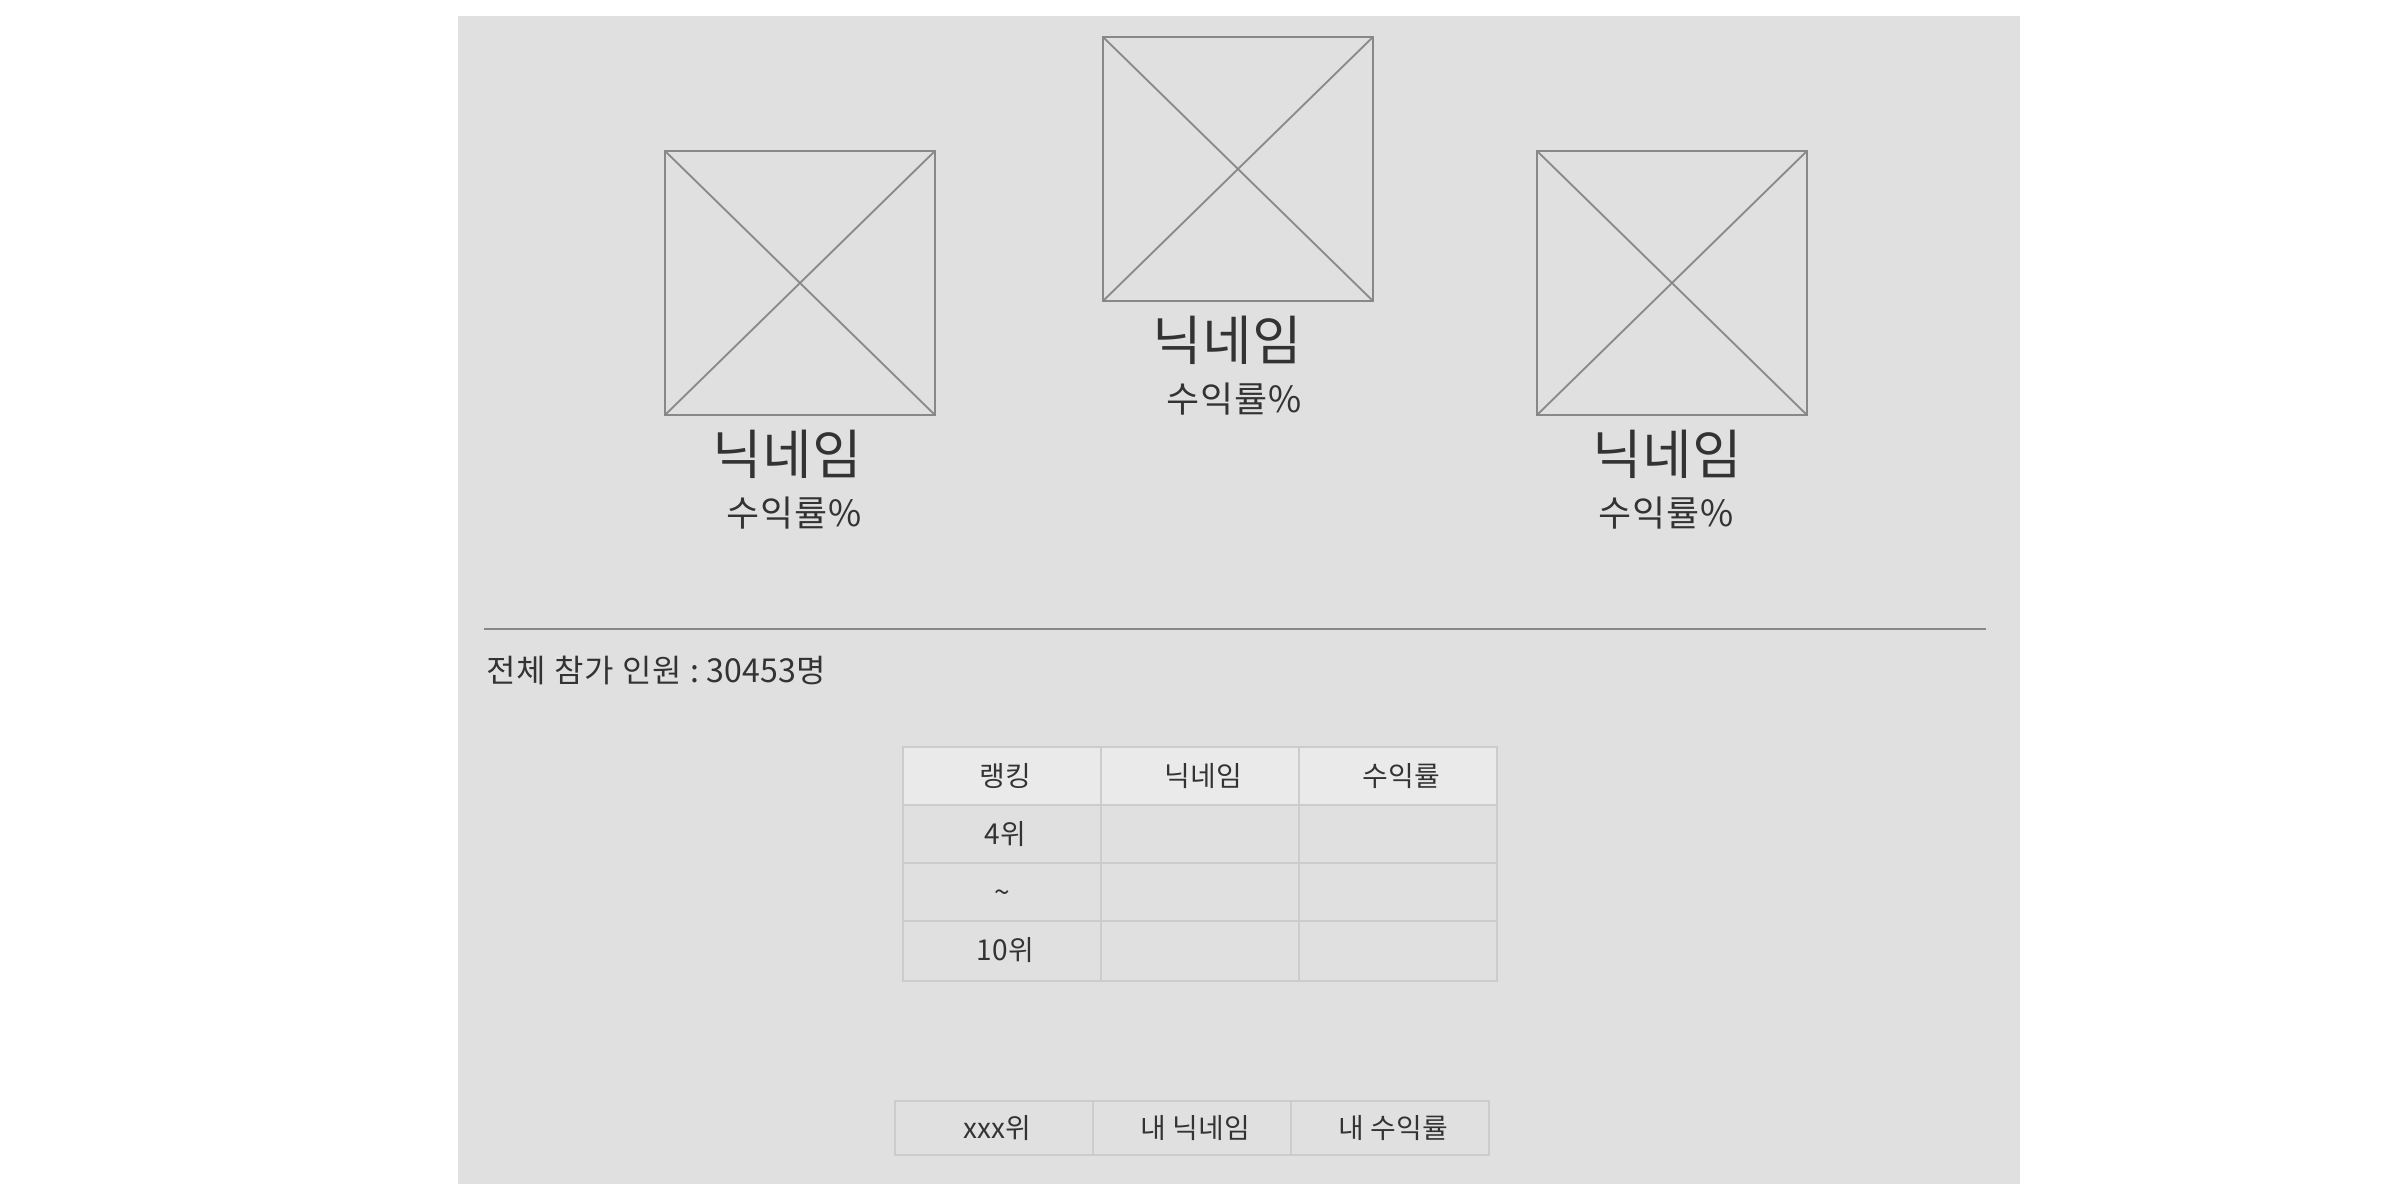 닉네임
수익률%
닉네임
수익률%
닉네임
수익률%
전체 참가 인원 : 30453명
랭킹 닉네임 수익률
4위
~
10위
xxx위 내 닉네임 내 수익률